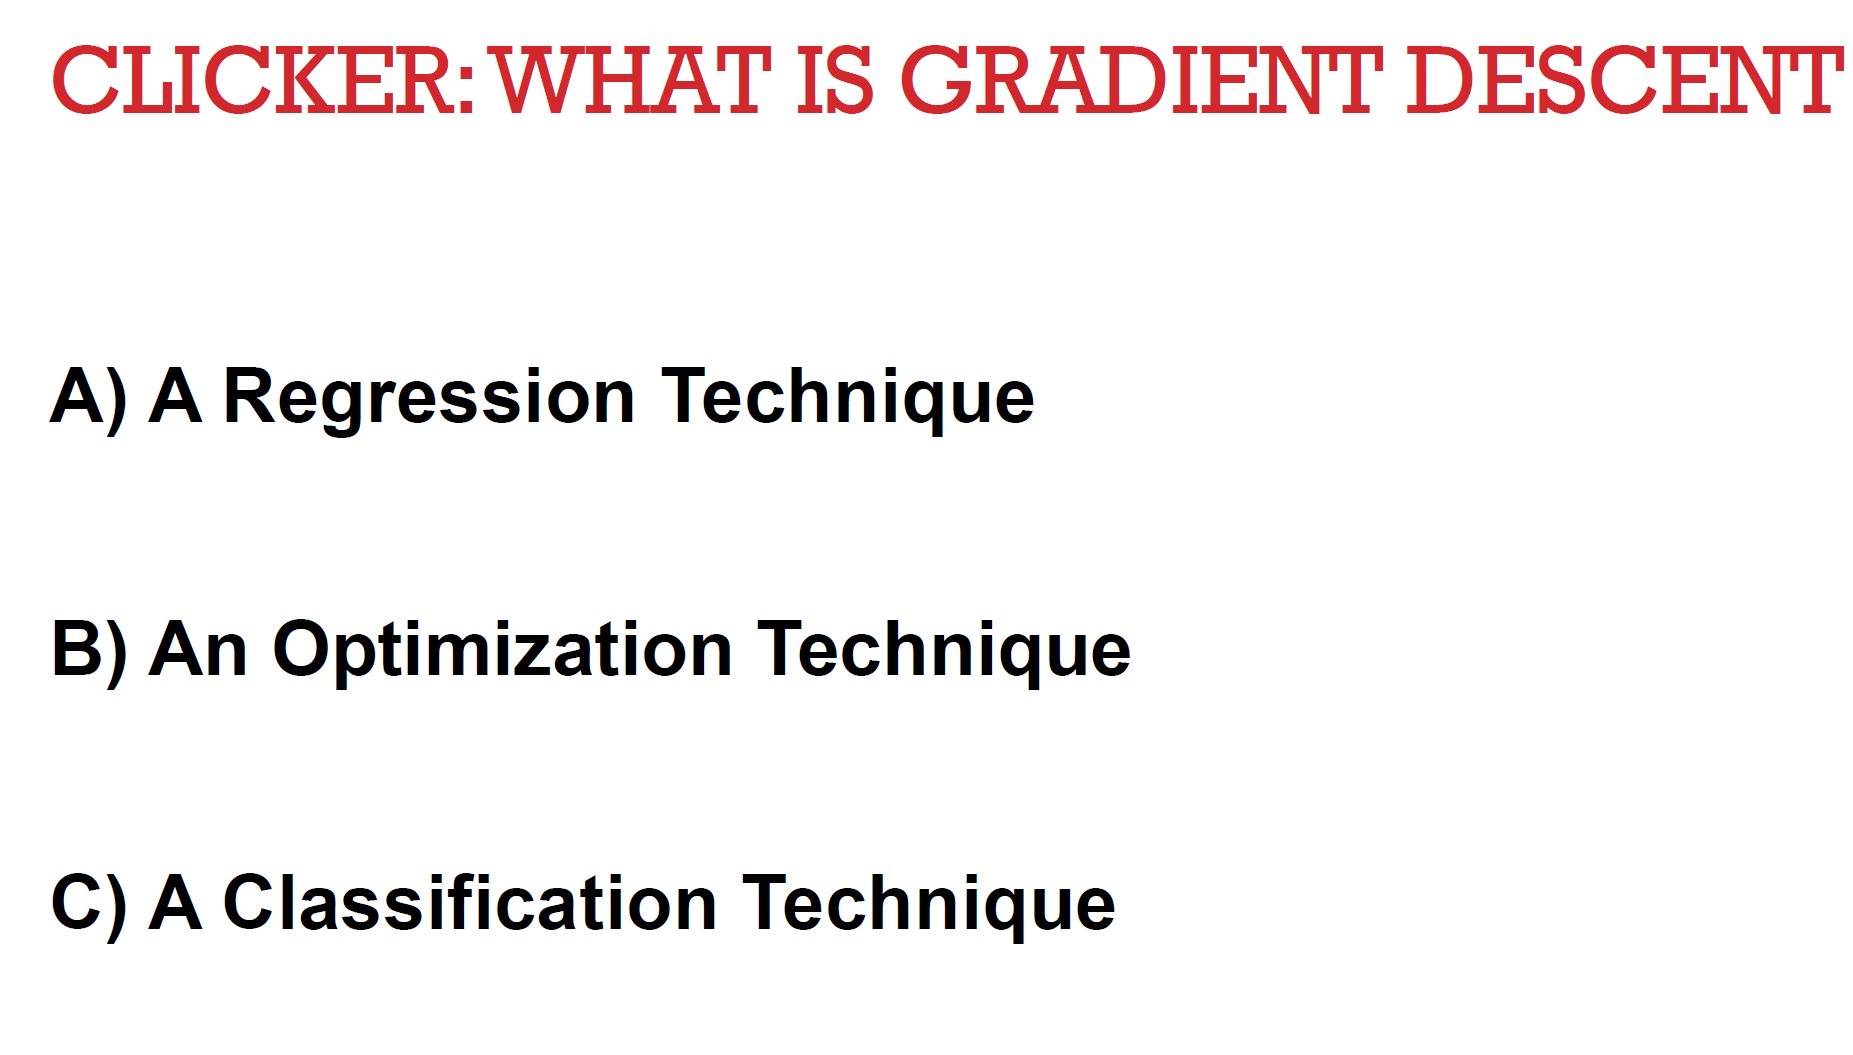 CLICKER: WHAT IS GRADIENT DESCENT
A) A Regression Technique
B) An Optimization Technique
C) A Classification Technique